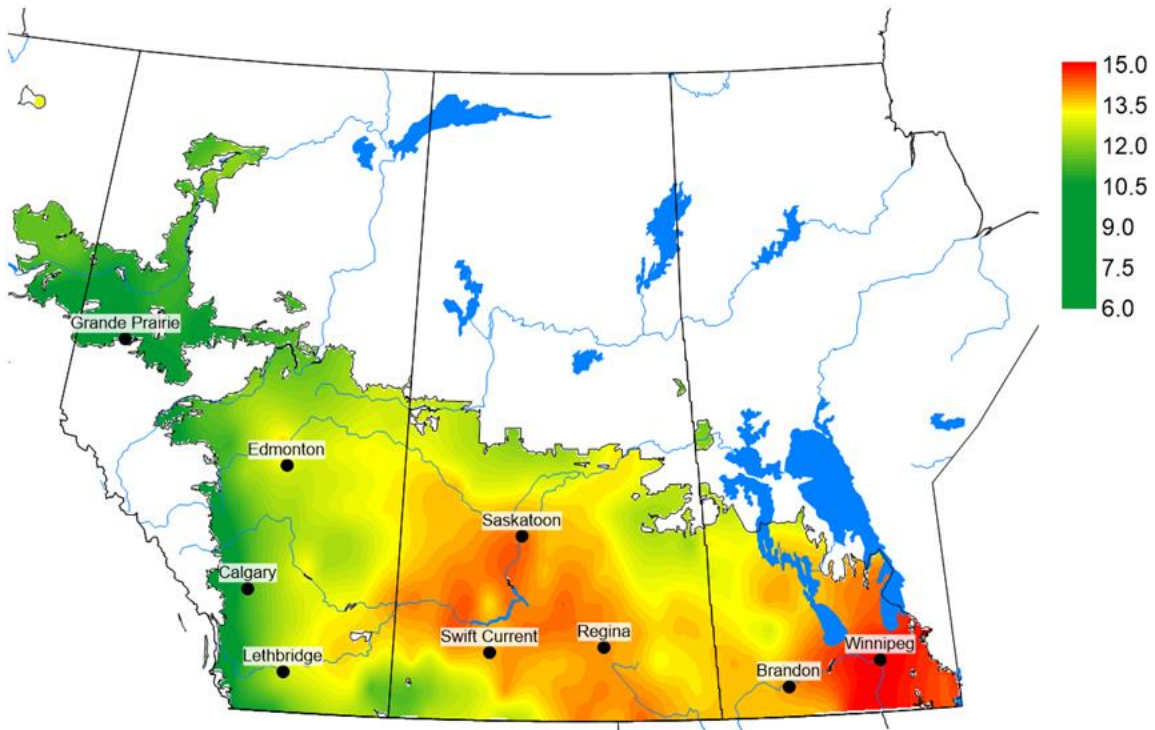 15.0
13.5
12.0
10.5
9.0
7.5
6.0
Grande Prairie
Edmonton
Saskatoon
Calgary
Swift Current
Regina
Winnipeg
Lethbridge
Brandon